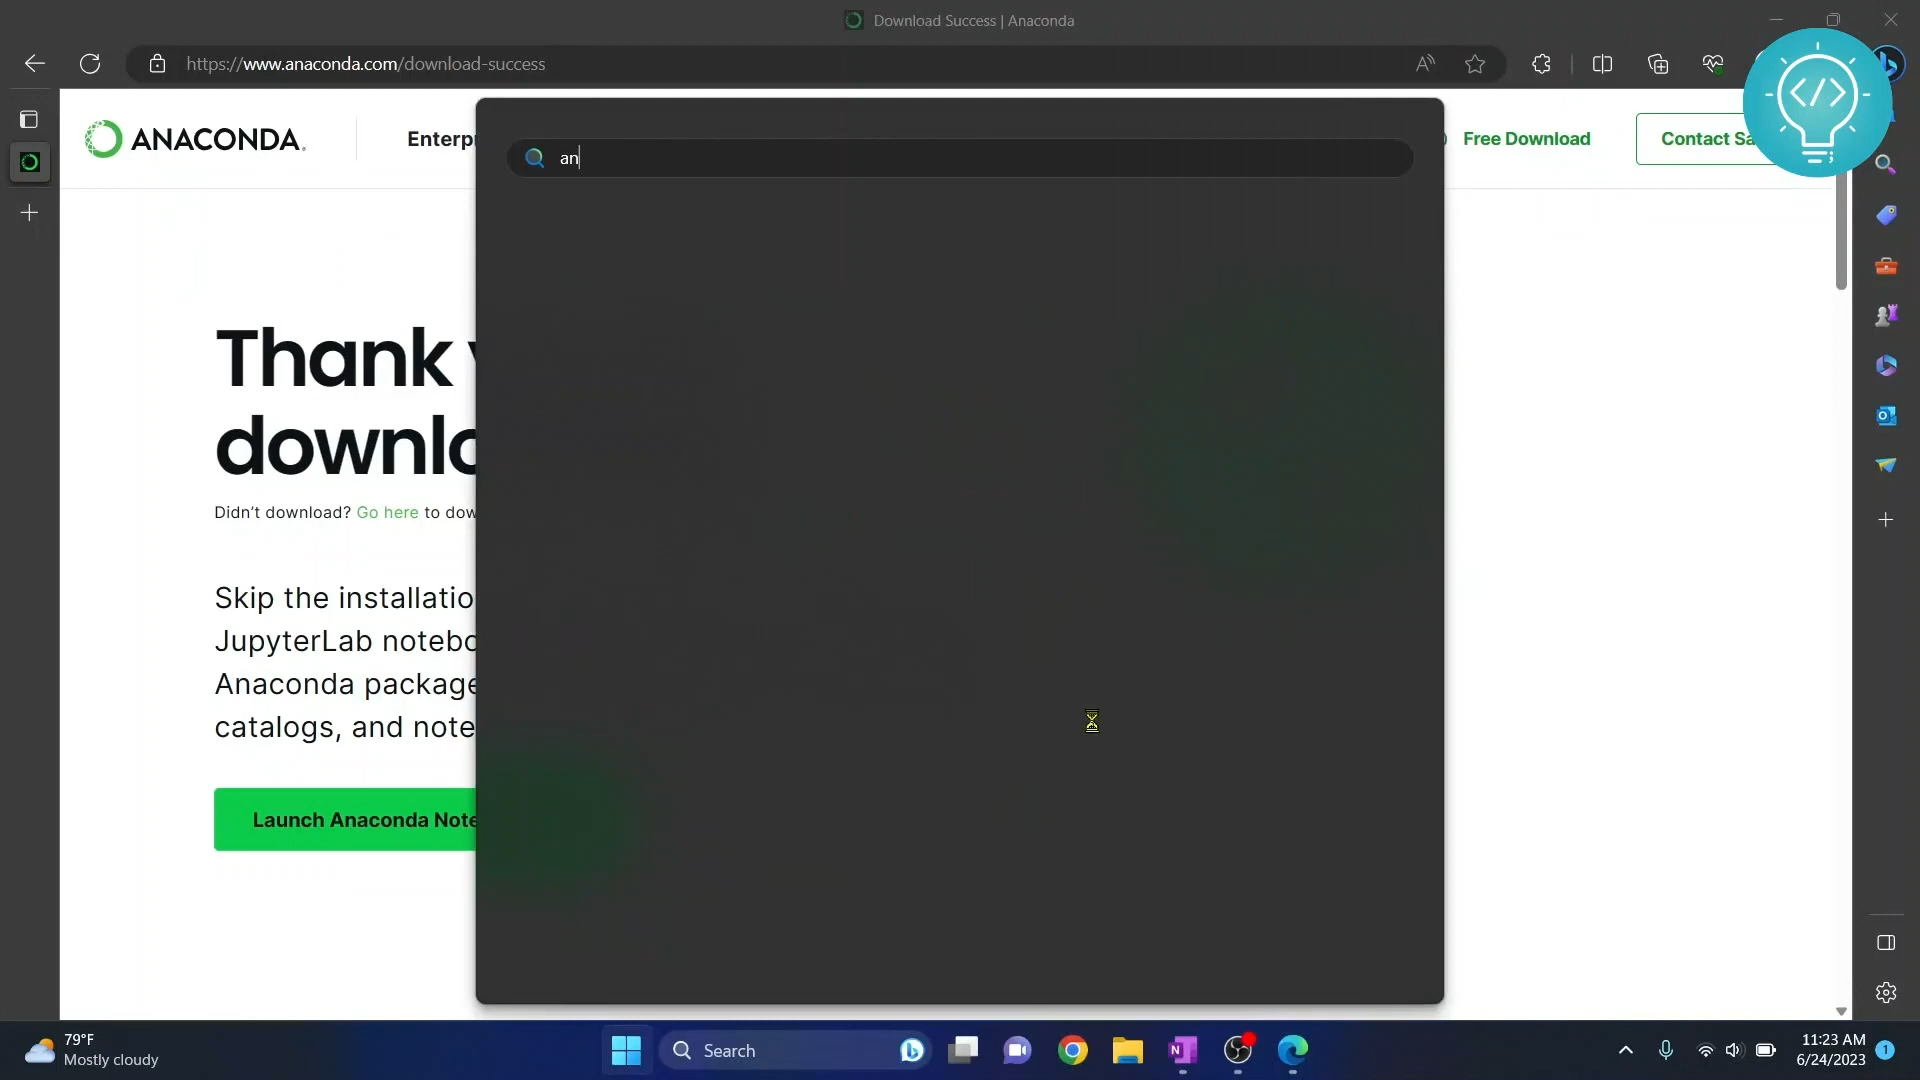 Download Success | Anaconda
https://www.anaconda.com/download-success
ANACONDA.
Enterp
Free Download
Contact Sa
an
Thank
downlo
Didn't download? Go here to dow
Skip the installatio
JupyterLab notebo
Anaconda package
catalogs, and note
Launch Anaconda Note
79°F
Mostly cloudy
Search
11:23 AM
6/24/2023
1